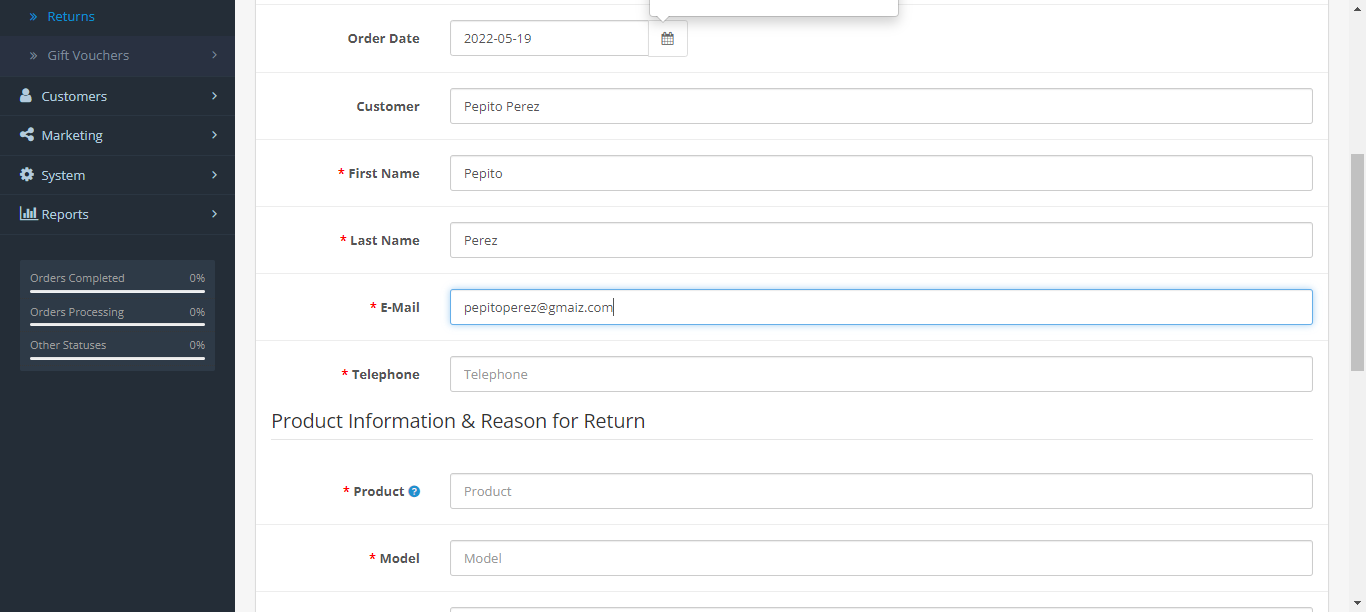 Returns
Gift Vouchers
Customers
Marketing
System
Reports
Orders Completed 0%
Orders Processing 0%
Other Statuses 0%
Order Date 2022-05-19
Customer Pepito Perez
* First Name Pepito
* Last Name Perez
* E-Mail pepitoperez@gmaiz.com
* Telephone Telephone
Product Information & Reason for Return
* Product ? Product
* Model Model